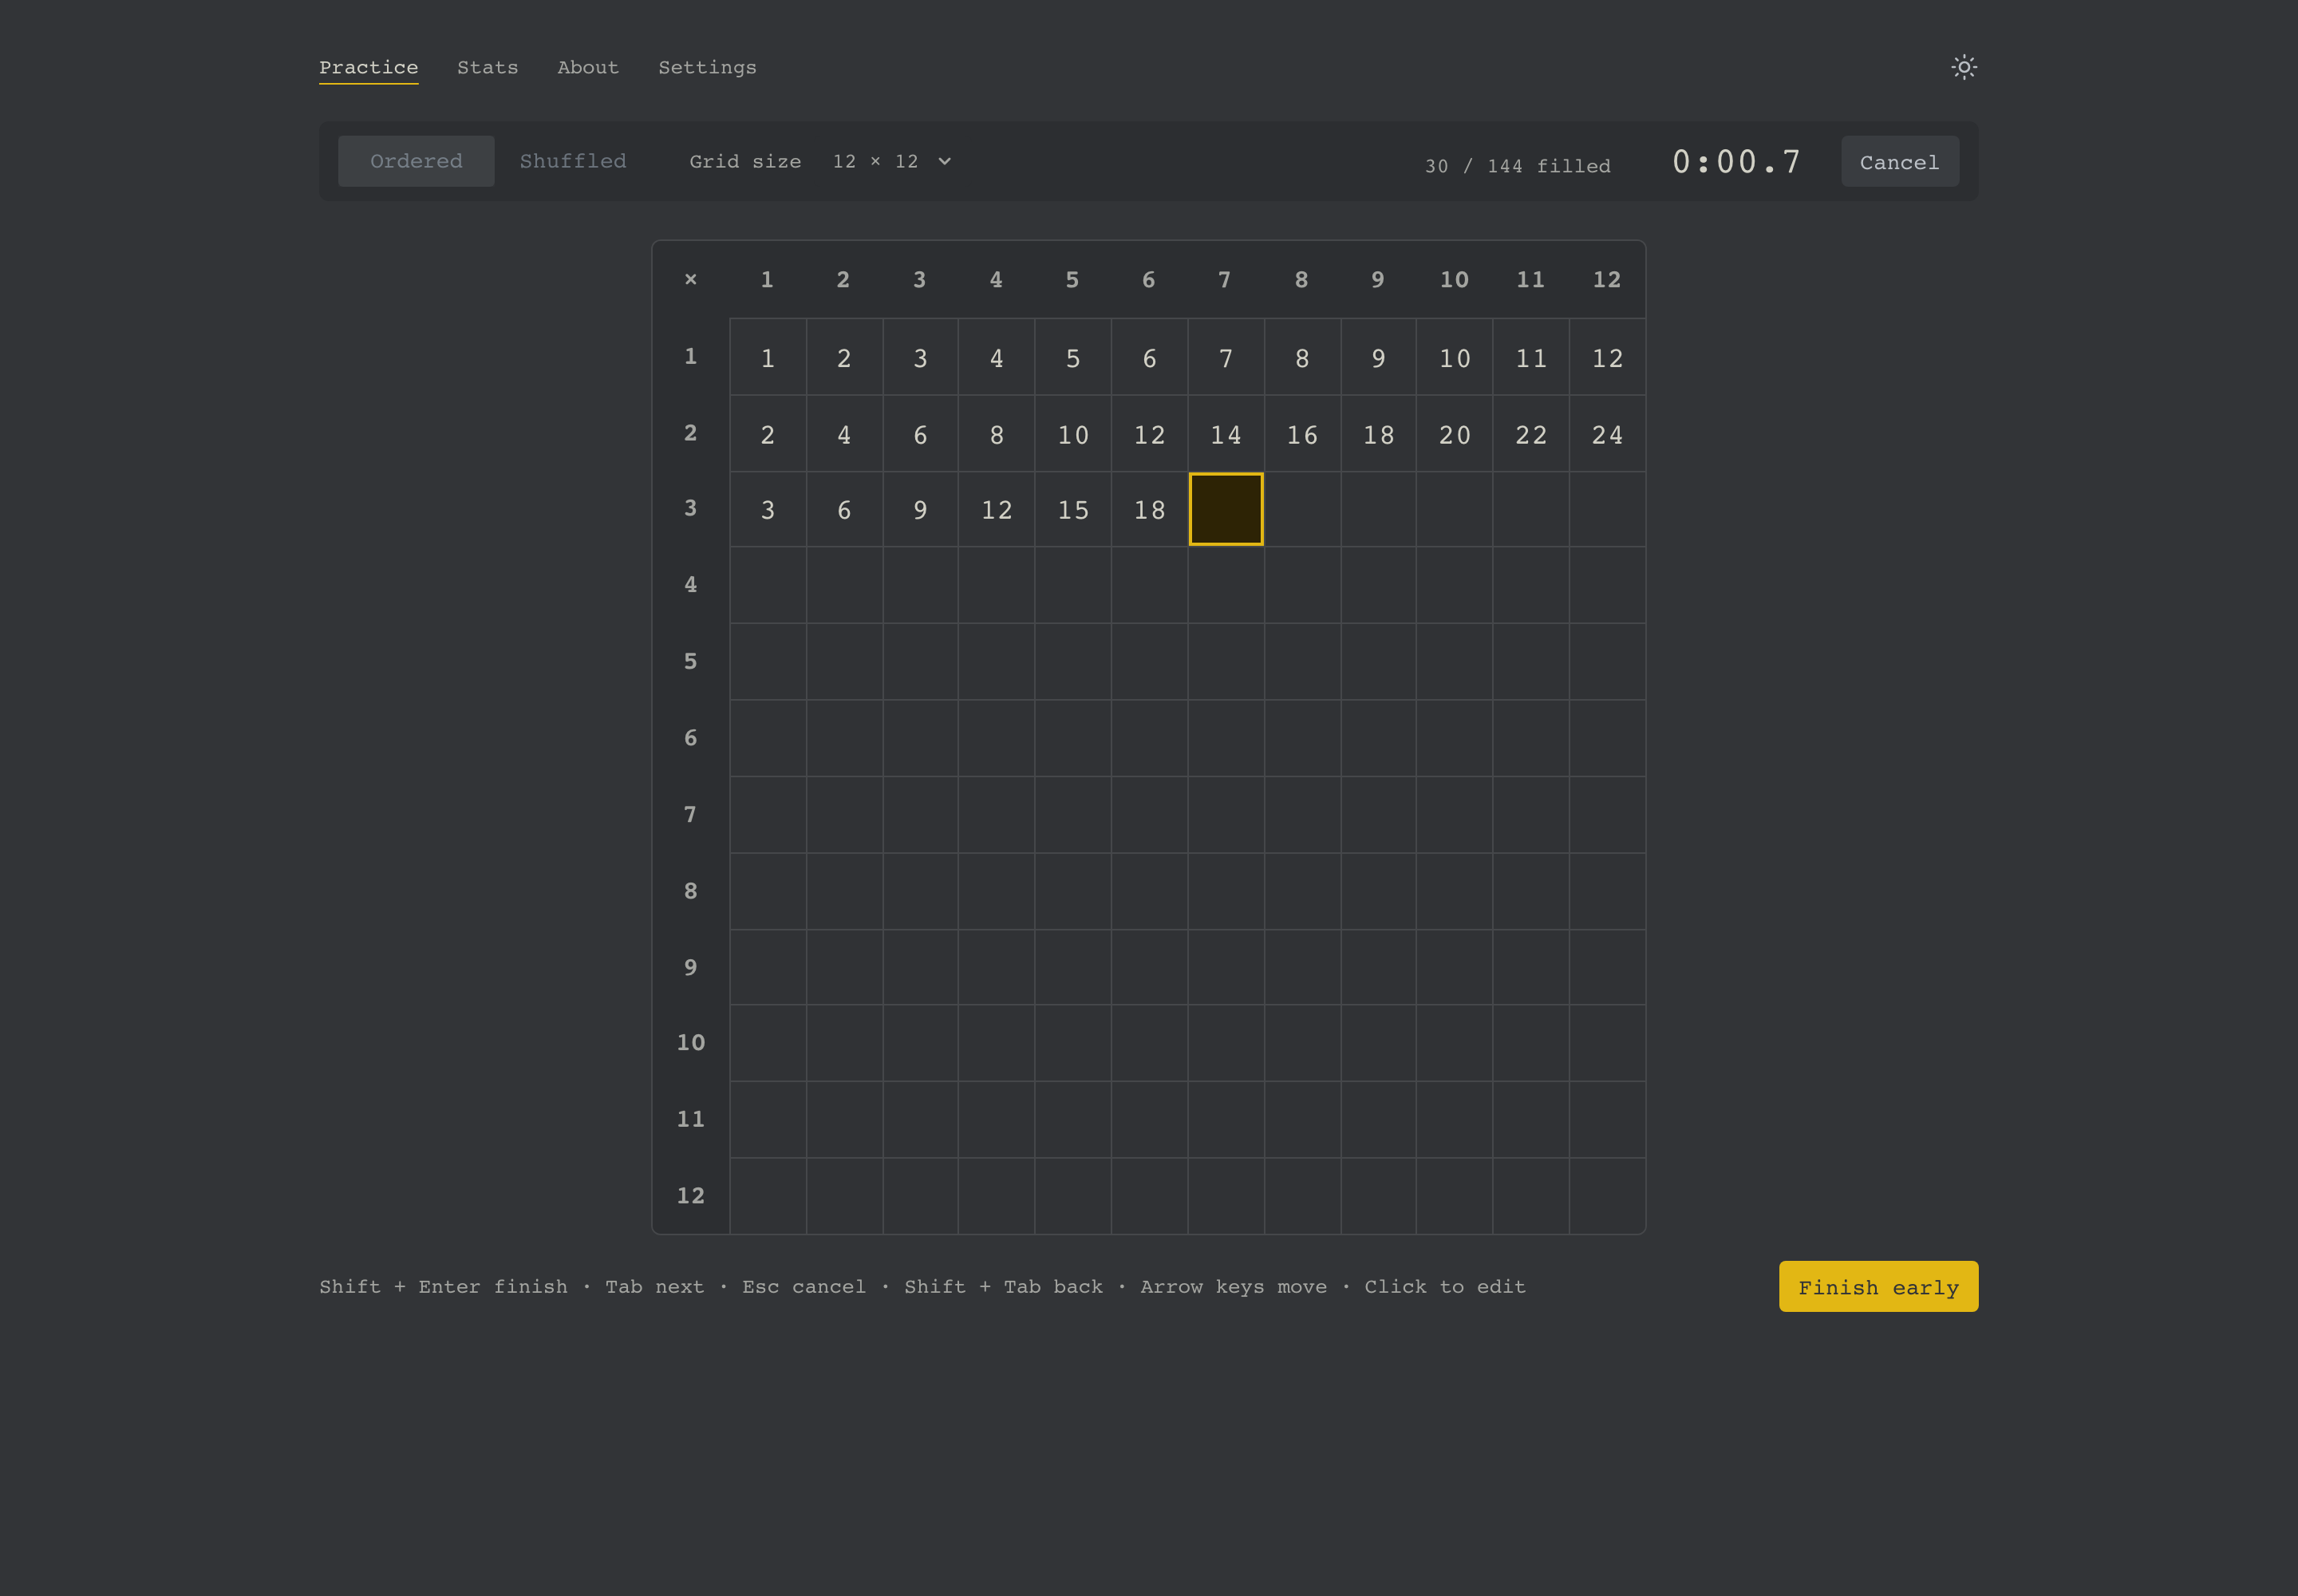 Practice Stats About Settings
Ordered Shuffled Grid size 12 × 12 30 / 144 filled 0:00.7 Cancel
× 1 2 3 4 5 6 7 8 9 10 11 12
1 1 2 3 4 5 6 7 8 9 10 11 12
2 2 4 6 8 10 12 14 16 18 20 22 24
3 3 6 9 12 15 18
4
5
6
7
8
9
10
11
12
Shift + Enter finish · Tab next · Esc cancel · Shift + Tab back · Arrow keys move · Click to edit Finish early